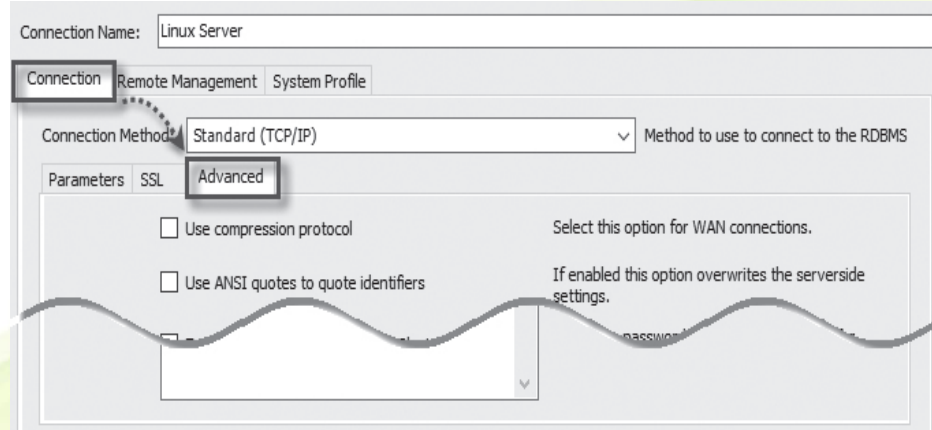 Connection Name: Linux Server
Connection Remote Management System Profile
Connection Method Standard (TCP/IP) Method to use to connect to the RDBMS
Parameters SSL Advanced
Use compression protocol Select this option for WAN connections.
Use ANSI quotes to quote identifiers If enabled this option overwrites the serverside
settings.